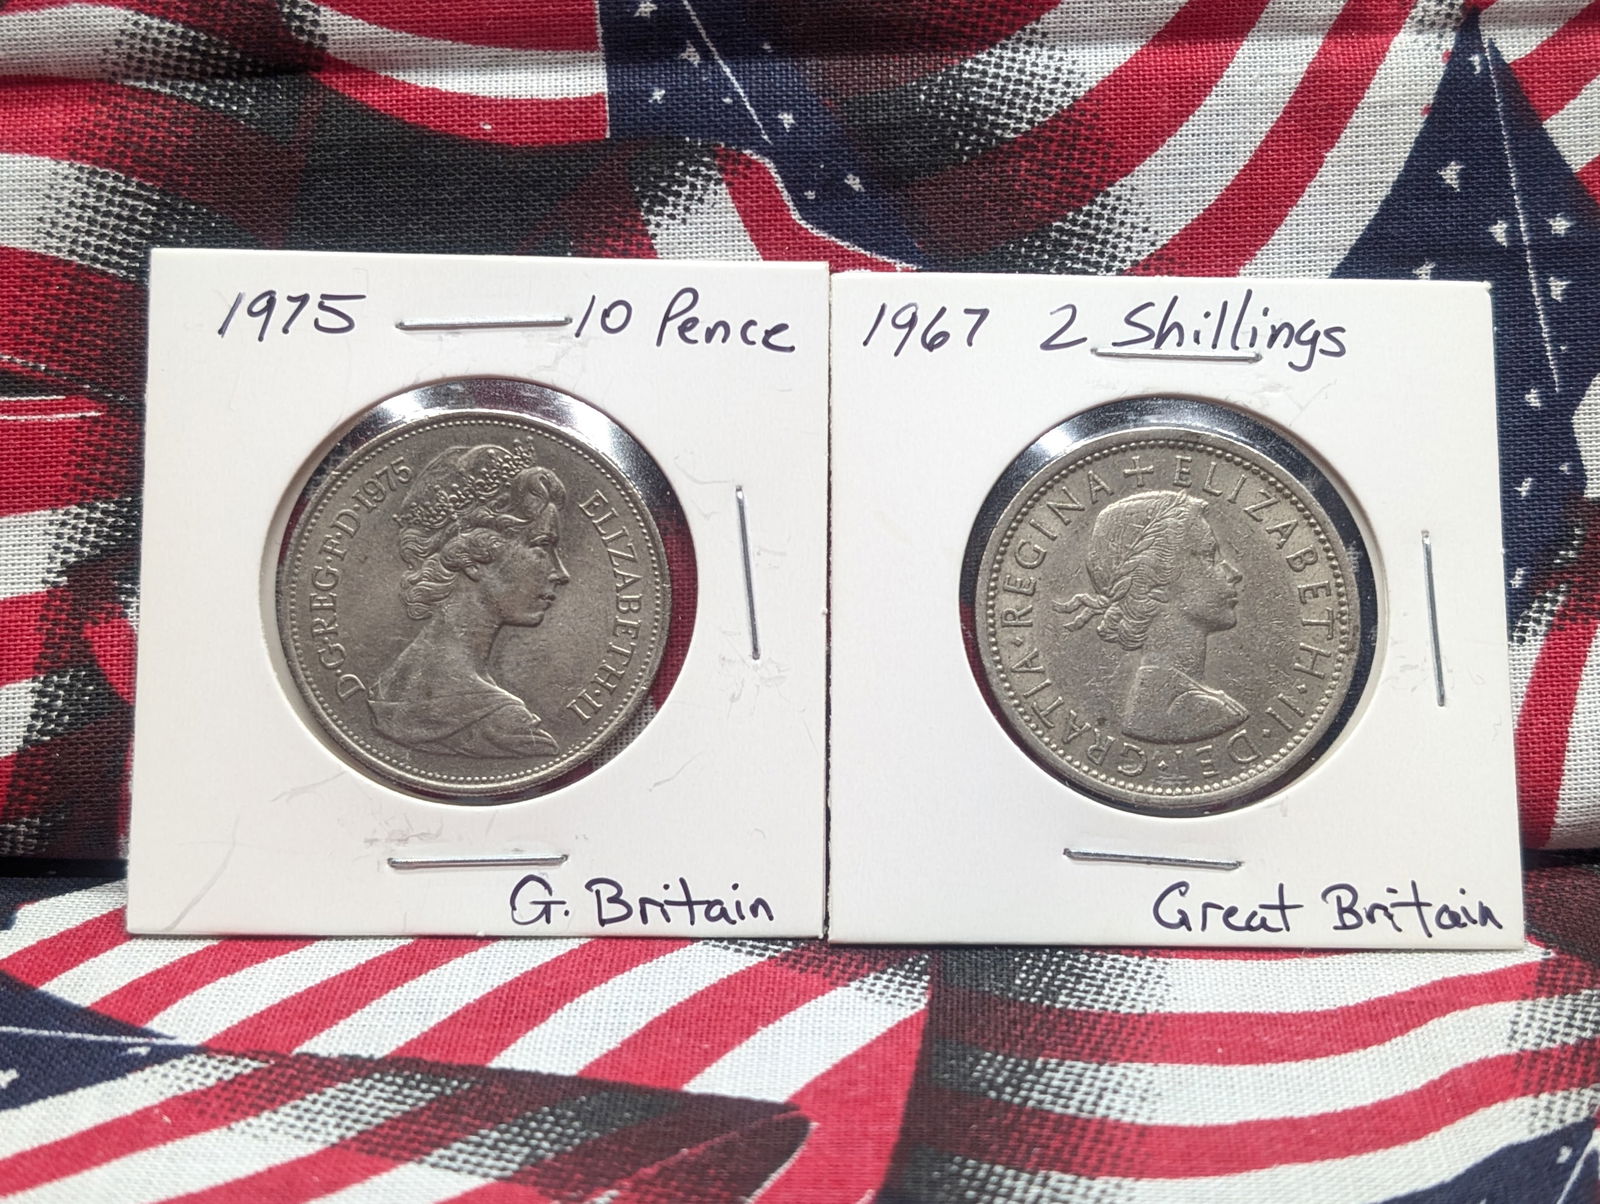 1975 10 Pence
D·G·REG·F·D·1975 ELIZABETH·II
G. Britain
1967 2 Shillings
+ ELIZABETH·II·DEI·GRATIA·REGINA
Great Britain